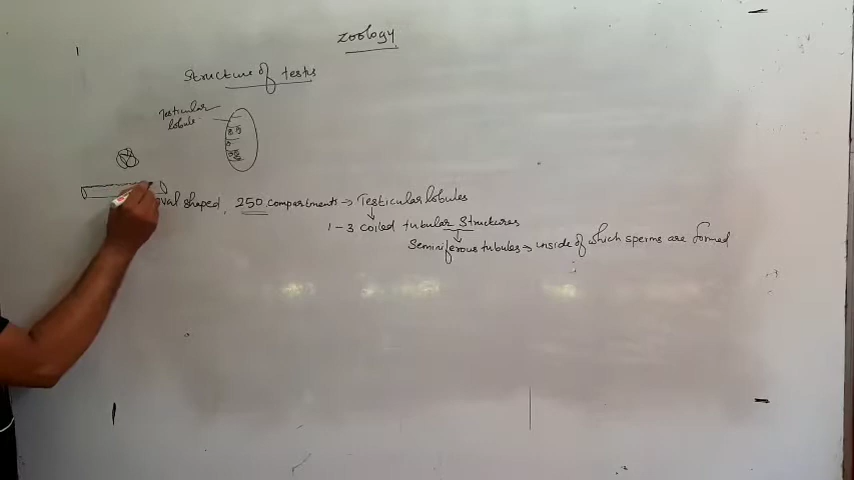 Zoology
Structure of testis
Testicular
lobule
oval shaped, 250 compartments → Testicular lobules
1-3 coiled tubular structures
Seminiferous tubules → inside of which sperms are formed